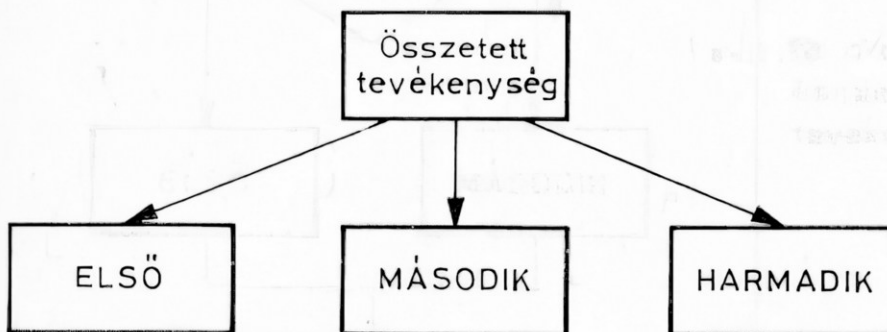 Összetett
tevékenység
ELSŐ
MÁSODIK
HARMADIK